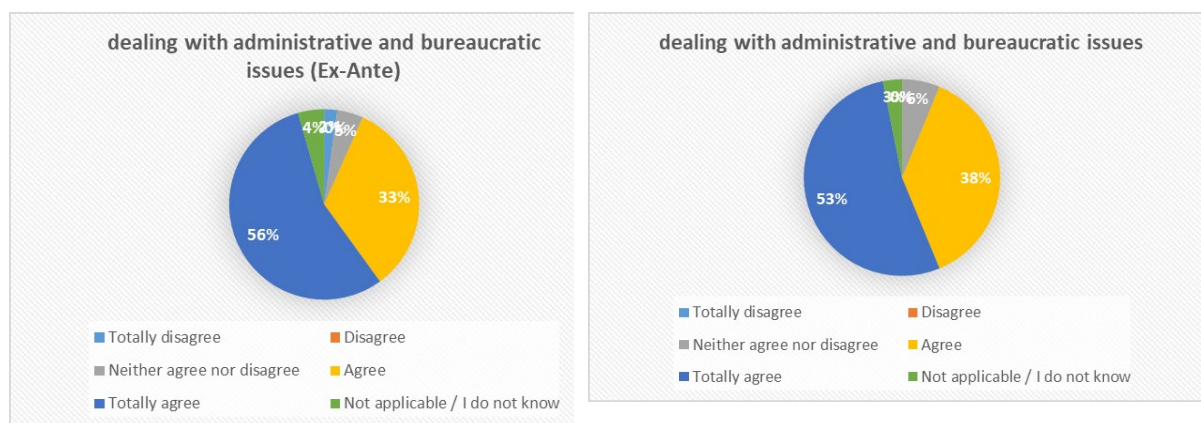 dealing with administrative and bureaucratic
issues (Ex-Ante)
4%
5%
33%
56%
Totally disagree
Disagree
Neither agree nor disagree
Agree
Totally agree
Not applicable / I do not know
dealing with administrative and bureaucratic issues
6%
38%
53%
Totally disagree
Disagree
Neither agree nor disagree
Agree
Totally agree
Not applicable / I do not know